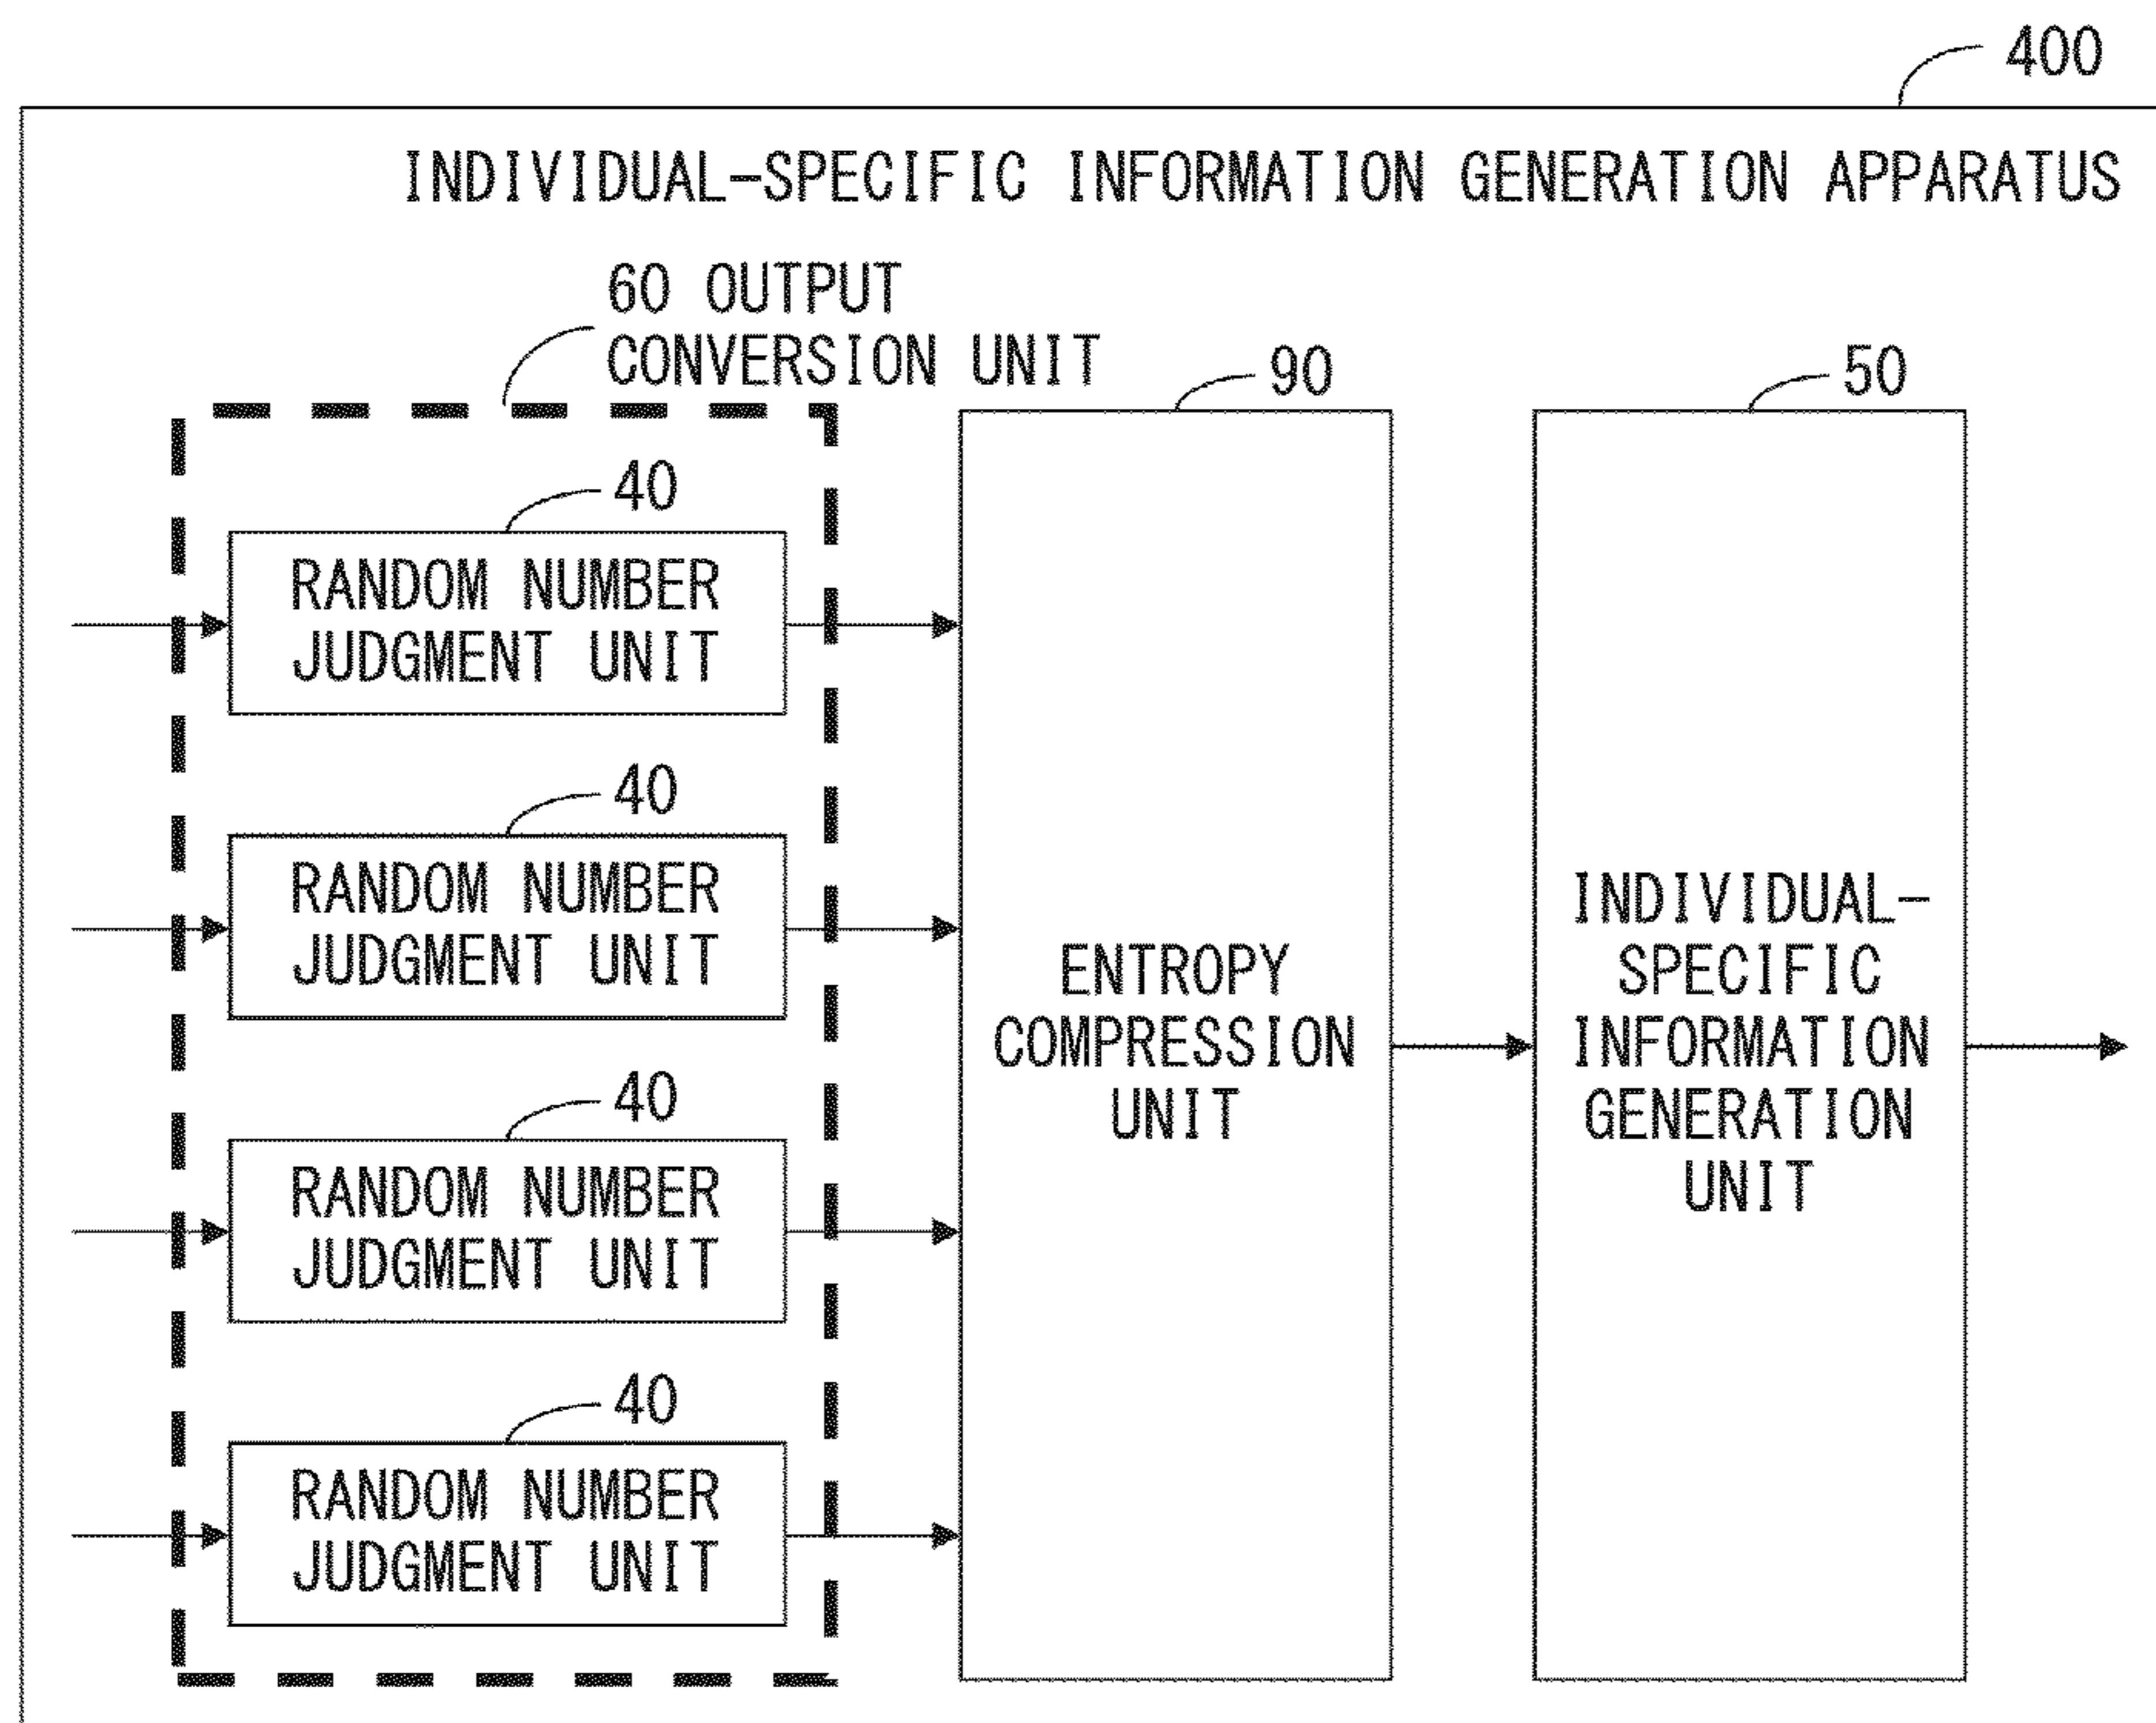 400
INDIVIDUAL-SPECIFIC INFORMATION GENERATION APPARATUS
60 OUTPUT
CONVERSION UNIT
90
50
40
RANDOM NUMBER
JUDGMENT UNIT
40
RANDOM NUMBER
JUDGMENT UNIT
40
RANDOM NUMBER
JUDGMENT UNIT
40
RANDOM NUMBER
JUDGMENT UNIT
ENTROPY
COMPRESSION
UNIT
INDIVIDUAL-
SPECIFIC
INFORMATION
GENERATION
UNIT